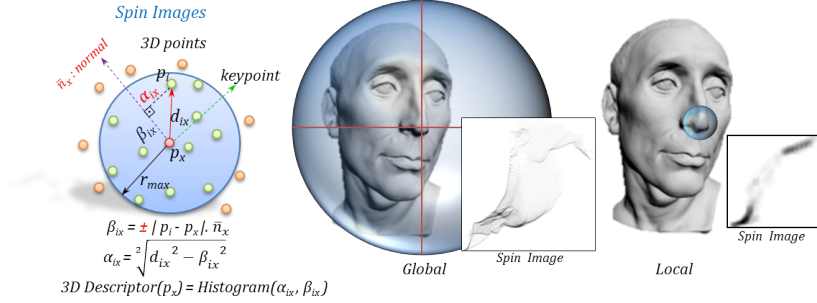 Spin Images
3D points
n̄x : normal
pi
keypoint
αix
dix
βix
px
rmax
βix = ± | pi - px|. n̄x
αix = ²√dix² − βix²
3D Descriptor(px) = Histogram(αix, βix)
Spin Image
Global
Spin Image
Local